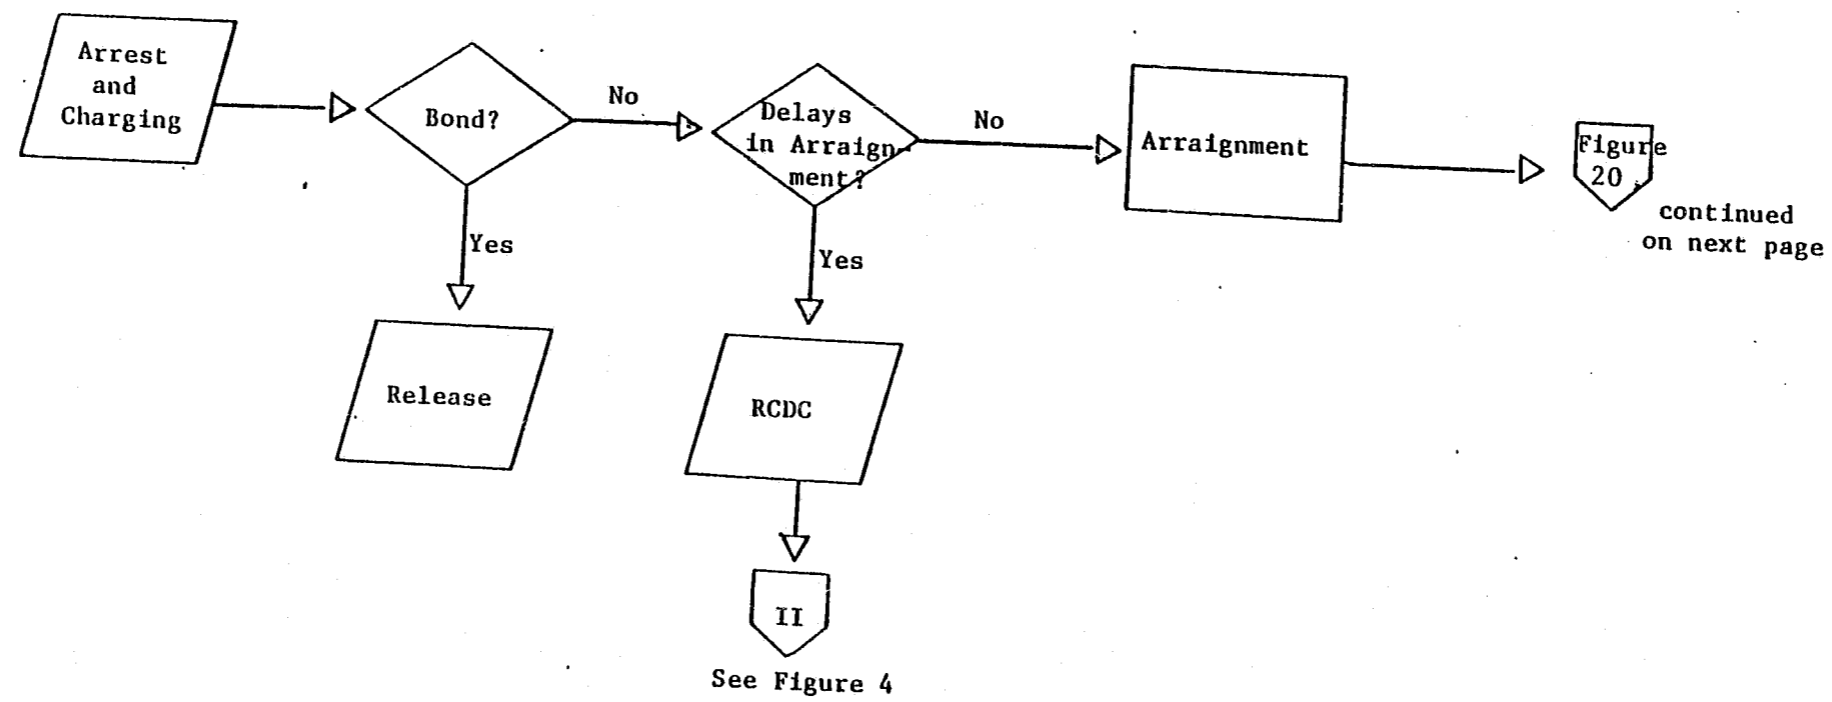 Arrest
and
Charging
Bond?
No
Yes
Release
Delays
in Arraign-
ment?
No
Yes
RCDC
II
See Figure 4
Arraignment
Figure
20
continued
on next page